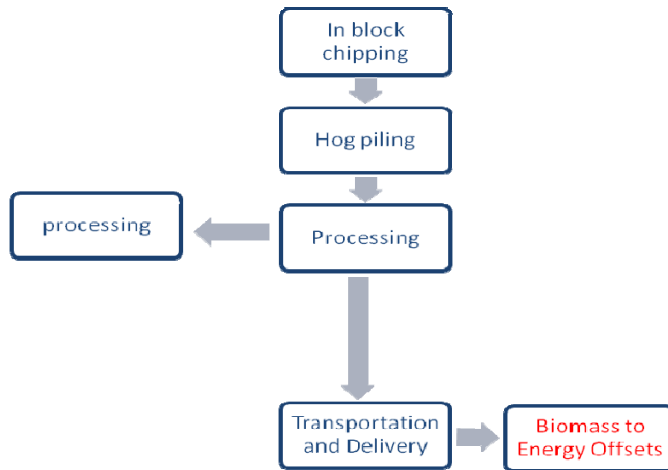 In block
chipping
Hog piling
processing
Processing
Transportation
and Delivery
Biomass to
Energy Offsets